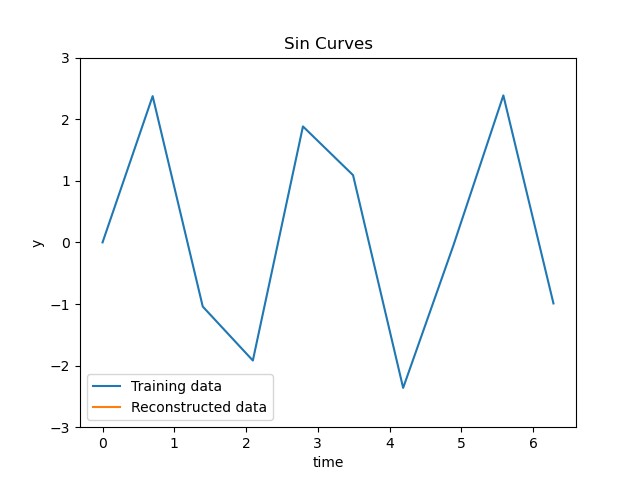 Sin Curves
3
2
1
0
−1
−2
−3
y
Training data
Reconstructed data
0 1 2 3 4 5 6
time